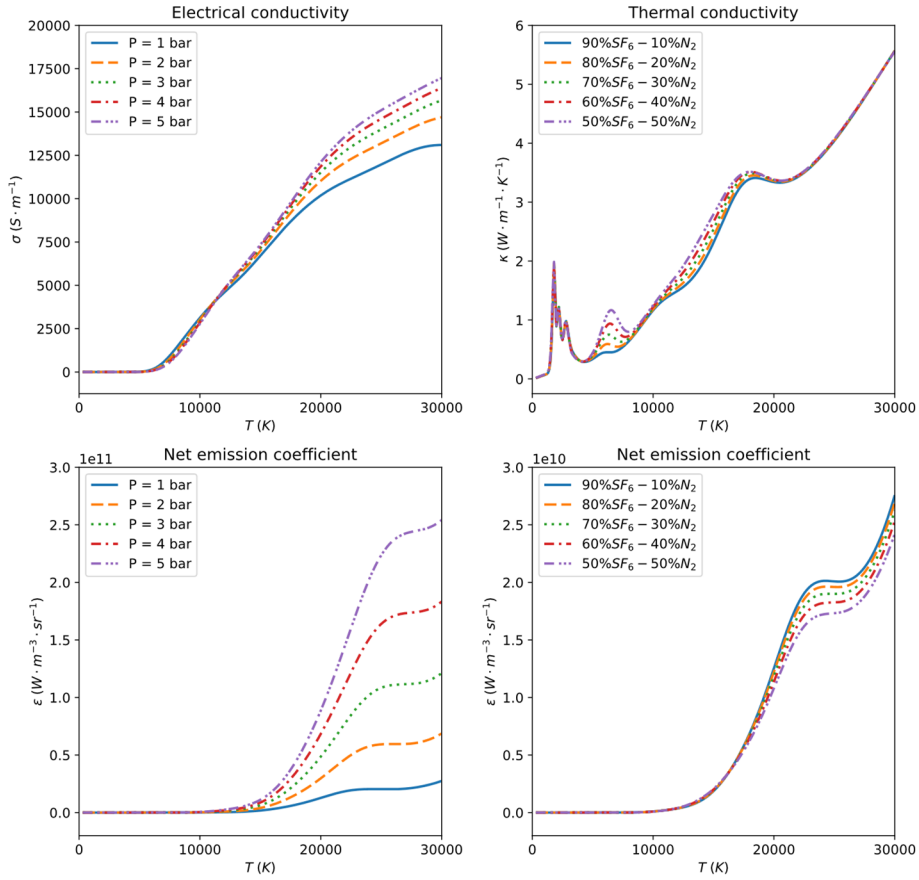 Electrical conductivity
20000
17500
15000
12500
10000
7500
5000
2500
0
σ (S · m⁻¹)
P = 1 bar
P = 2 bar
P = 3 bar
P = 4 bar
P = 5 bar
0 10000 20000 30000
T (K)
Thermal conductivity
6
5
4
3
2
1
0
κ (W · m⁻¹ · K⁻¹)
90%SF₆ − 10%N₂
80%SF₆ − 20%N₂
70%SF₆ − 30%N₂
60%SF₆ − 40%N₂
50%SF₆ − 50%N₂
0 10000 20000 30000
T (K)
Net emission coefficient
1e11
3.0
2.5
2.0
1.5
1.0
0.5
0.0
ε (W · m⁻³ · sr⁻¹)
P = 1 bar
P = 2 bar
P = 3 bar
P = 4 bar
P = 5 bar
0 10000 20000 30000
T (K)
Net emission coefficient
1e10
3.0
2.5
2.0
1.5
1.0
0.5
0.0
ε (W · m⁻³ · sr⁻¹)
90%SF₆ − 10%N₂
80%SF₆ − 20%N₂
70%SF₆ − 30%N₂
60%SF₆ − 40%N₂
50%SF₆ − 50%N₂
0 10000 20000 30000
T (K)